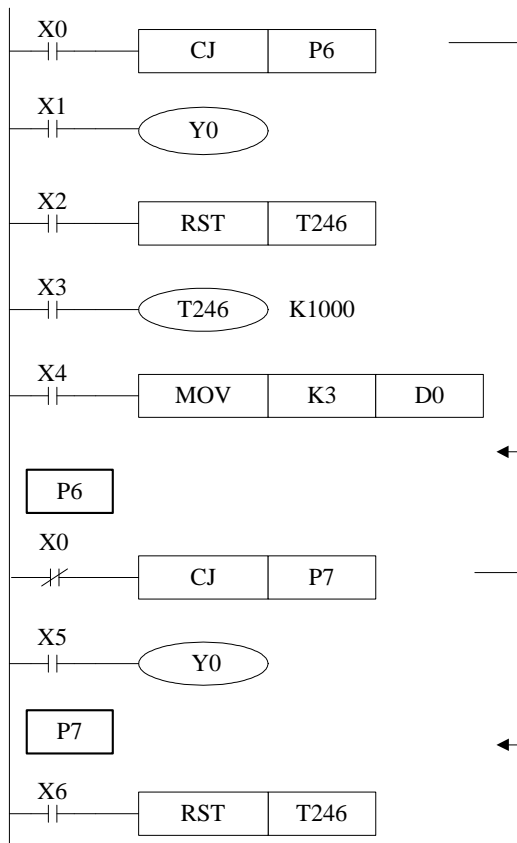 X0
CJ P6
X1
Y0
X2
RST T246
X3
T246 K1000
X4
MOV K3 D0
P6
X0
CJ P7
X5
Y0
P7
X6
RST T246